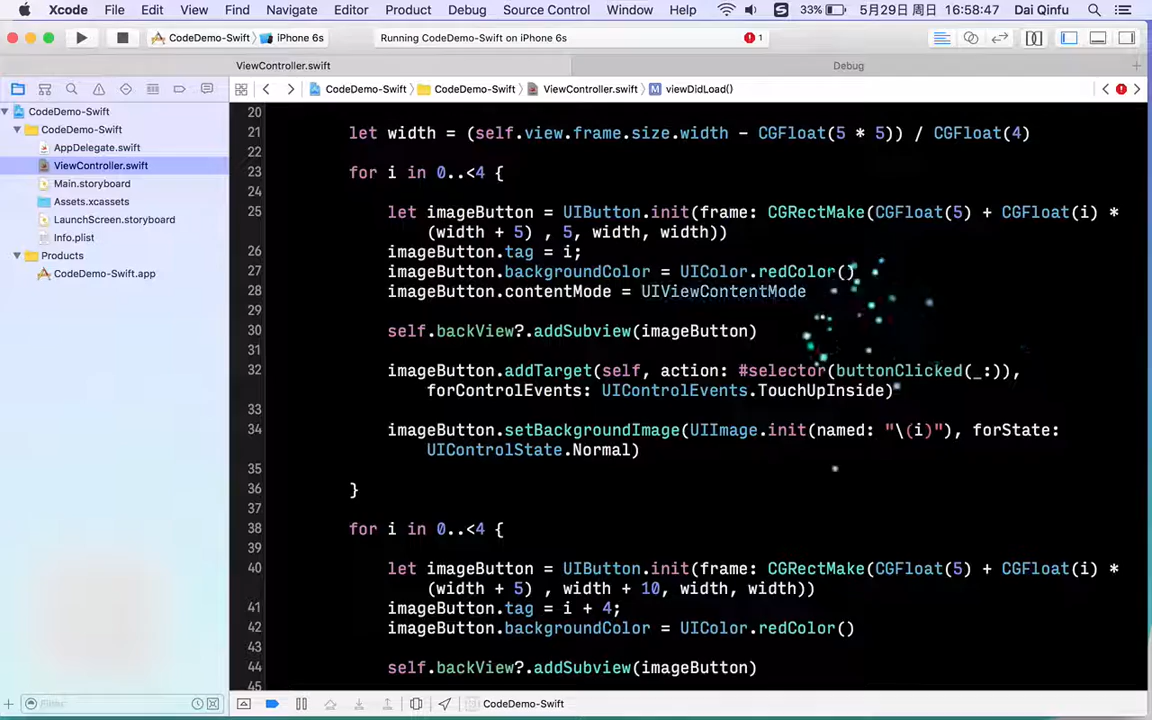 Xcode File Edit View Find Navigate Editor Product Debug Source Control Window Help S 33% 5月29日 周日 16:58:47 Dai Qinfu
CodeDemo-Swift iPhone 6s Running CodeDemo-Swift on iPhone 6s 1
ViewController.swift Debug
CodeDemo-Swift CodeDemo-Swift ViewController.swift M viewDidLoad()
CodeDemo-Swift
CodeDemo-Swift
AppDelegate.swift
ViewController.swift
Main.storyboard
Assets.xcassets
LaunchScreen.storyboard
Info.plist
Products
CodeDemo-Swift.app
Filter
20
21 let width = (self.view.frame.size.width - CGFloat(5 * 5)) / CGFloat(4)
22
23 for i in 0..<4 {
24
25 let imageButton = UIButton.init(frame: CGRectMake(CGFloat(5) + CGFloat(i) *
(width + 5) , 5, width, width))
26 imageButton.tag = i;
27 imageButton.backgroundColor = UIColor.redColor()
28 imageButton.contentMode = UIViewContentMode
29
30 self.backView?.addSubview(imageButton)
31
32 imageButton.addTarget(self, action: #selector(buttonClicked(_:)),
forControlEvents: UIControlEvents.TouchUpInside)
33
34 imageButton.setBackgroundImage(UIImage.init(named: "\(i)"), forState:
UIControlState.Normal)
35
36 }
37
38 for i in 0..<4 {
39
40 let imageButton = UIButton.init(frame: CGRectMake(CGFloat(5) + CGFloat(i) *
(width + 5) , width + 10, width, width))
41 imageButton.tag = i + 4;
42 imageButton.backgroundColor = UIColor.redColor()
43
44 self.backView?.addSubview(imageButton)
45
CodeDemo-Swift